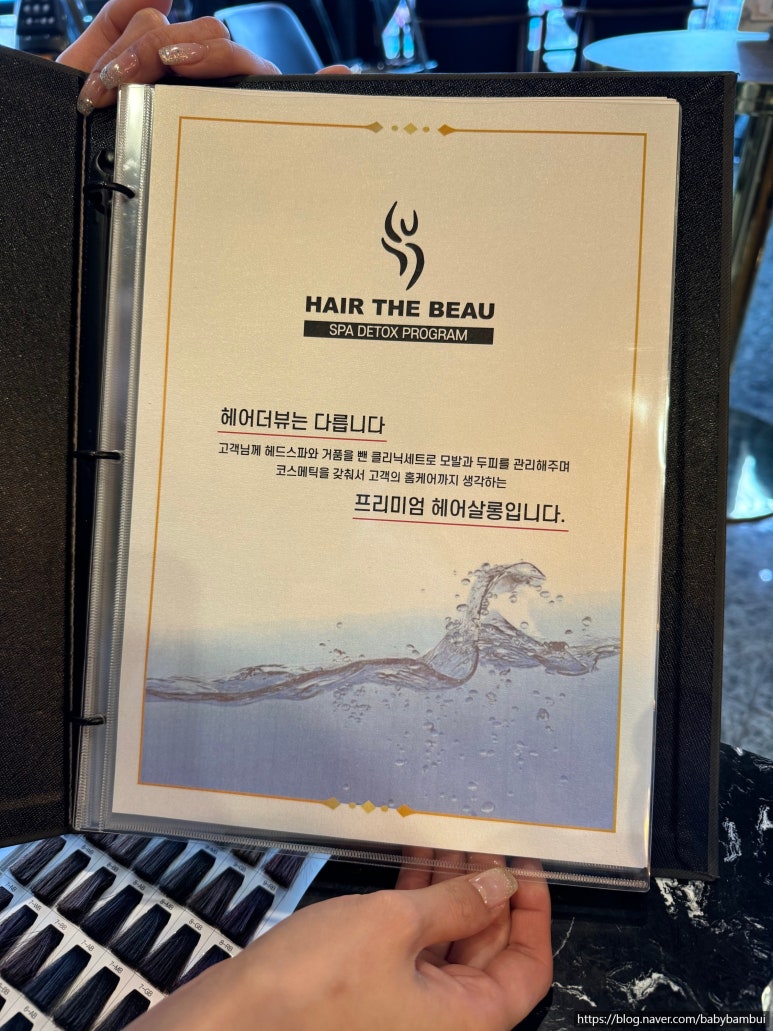 HAIR THE BEAU
SPA DETOX PROGRAM
헤어더뷰는 다릅니다
고객님께 헤드스파와 거품을 뺀 클리닉세트로 모발과 두피를 관리해주며
코스메틱을 갖춰서 고객의 홈케어까지 생각하는
프리미엄 헤어살롱입니다.
https://blog.naver.com/babybambui